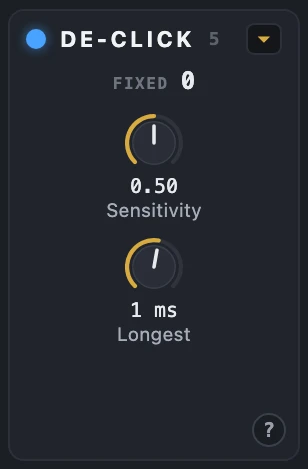 DE-CLICK 5
FIXED 0
0.50
Sensitivity
1 ms
Longest
?